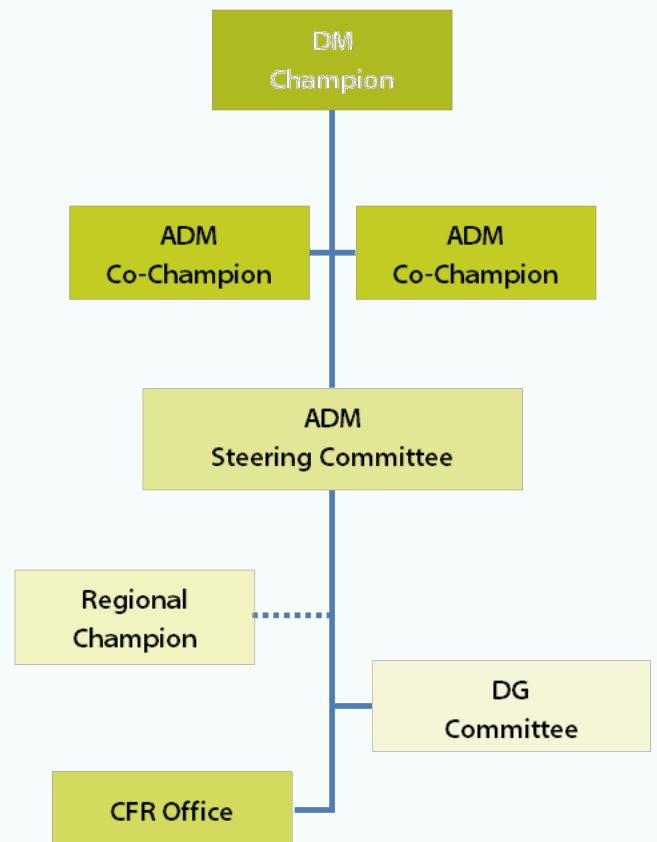 DM
Champion
ADM
Co-Champion
ADM
Co-Champion
ADM
Steering Committee
Regional
Champion
DG
Committee
CFR Office